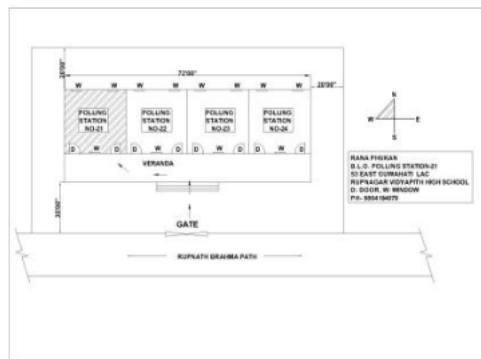 72'00"
20'00"
20'00"
W W W W W W W W
POLLING STATION NO-21
POLLING STATION NO-22
POLLING STATION NO-23
POLLING STATION NO-24
D W D D W D D W D D W D
VERANDA
30'00"
GATE
RUPNATH BRAHMA PATH
N
W E
S
RANA PHUKAN
B.L.O. POLLING STATION-21
53 EAST GUWAHATI LAC
RUPNAGAR VIDYAPITH HIGH SCHOOL
D: DOOR, W: WINDOW
PH-